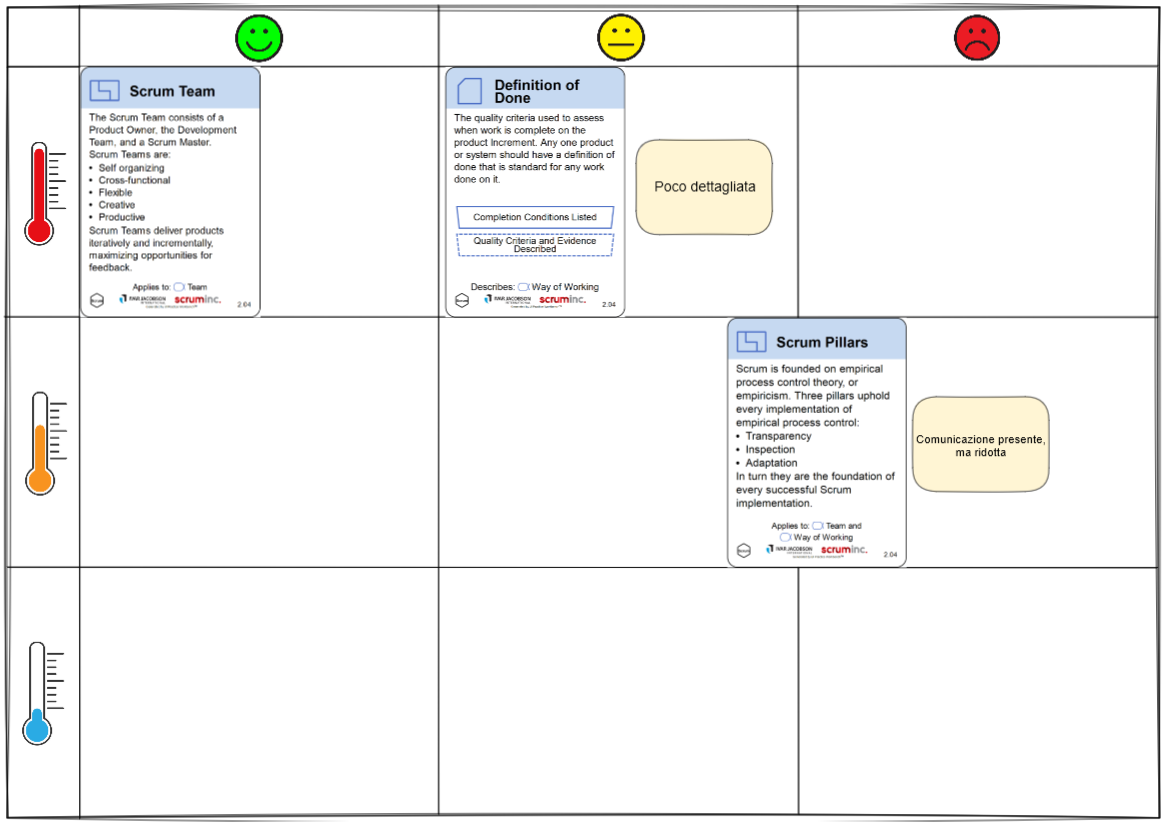 Scrum Team
The Scrum Team consists of a
Product Owner, the Development
Team, and a Scrum Master.
Scrum Teams are:
• Self organizing
• Cross-functional
• Flexible
• Creative
• Productive
Scrum Teams deliver products
iteratively and incrementally,
maximizing opportunities for
feedback.
Applies to: Team
IVAR JACOBSON
scruminc.
2.04
Definition of
Done
The quality criteria used to assess
when work is complete on the
product Increment. Any one product
or system should have a definition of
done that is standard for any work
done on it.
Completion Conditions Listed
Quality Criteria and Evidence
Described
Describes: Way of Working
IVAR JACOBSON
scruminc.
2.04
Poco dettagliata
Scrum Pillars
Scrum is founded on empirical
process control theory, or
empiricism. Three pillars uphold
every implementation of
empirical process control:
• Transparency
• Inspection
• Adaptation
In turn they are the foundation of
every successful Scrum
implementation.
Applies to: Team and
Way of Working
IVAR JACOBSON
scruminc.
2.04
Comunicazione presente,
ma ridotta